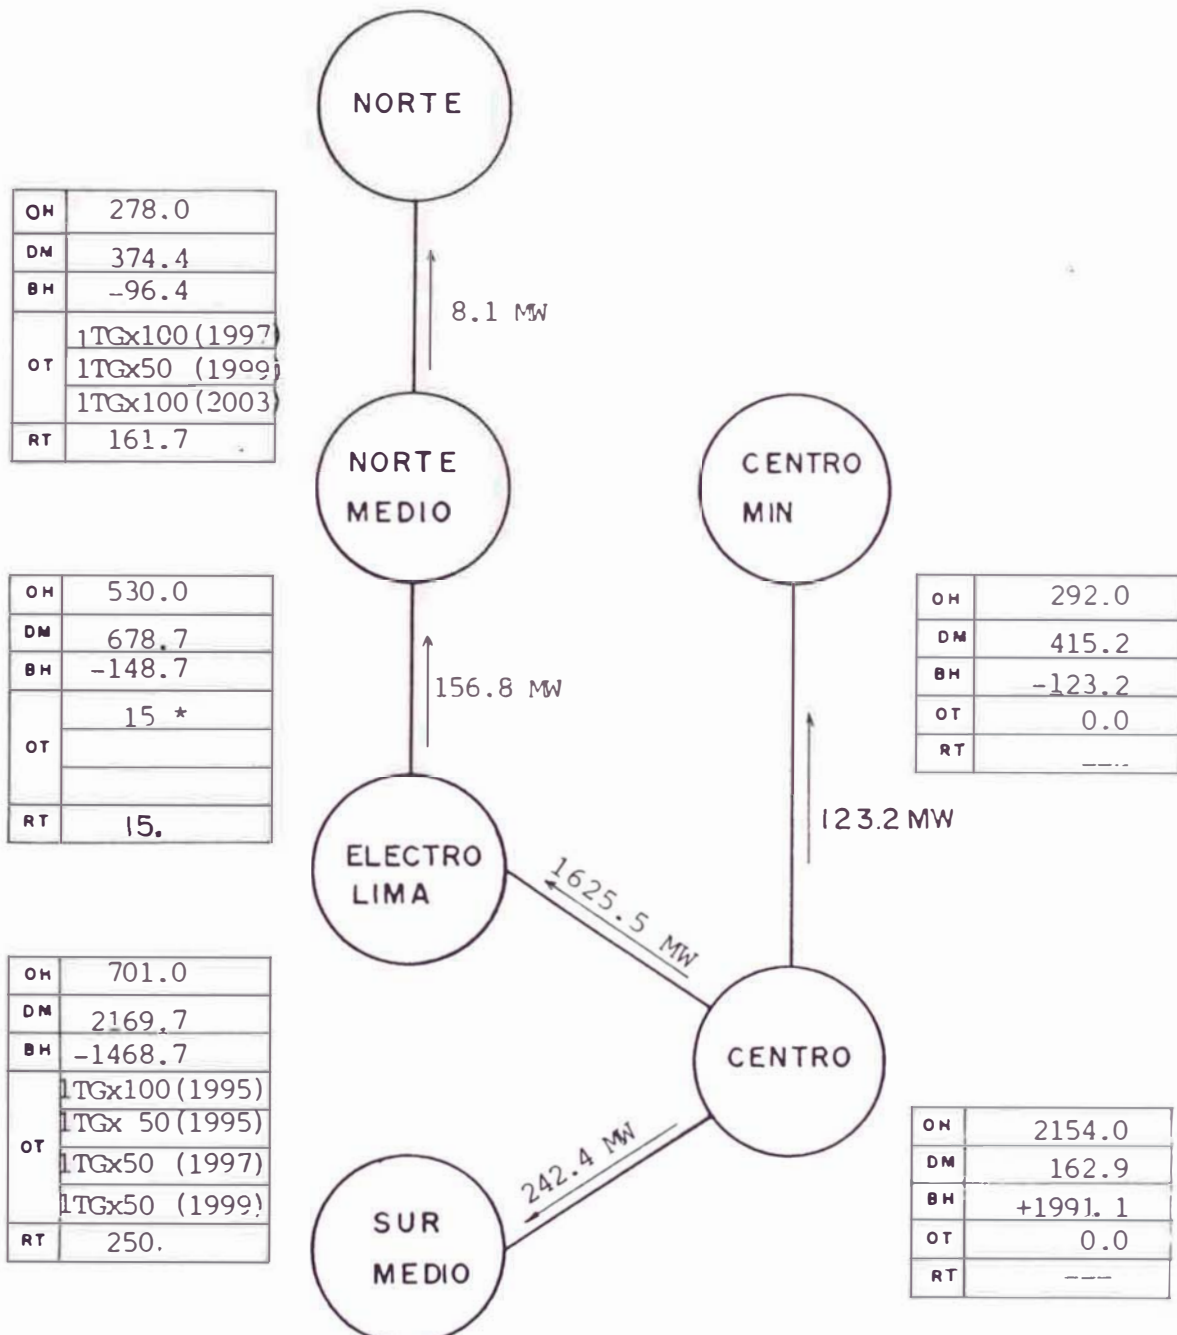 NORTE
OH 278.0
DM 374.4
BH -96.4
OT 1TGx100(1997)
1TGx50 (1999)
1TGx100(2003)
RT 161.7
8.1 MW
NORTE
MEDIO
CENTRO
MIN
OH 530.0
DM 678.7
BH -148.7
OT 15 *
RT 15.
156.8 MW
OH 292.0
DM 415.2
BH -123.2
OT 0.0
RT ---
123.2 MW
ELECTRO
LIMA
1625.5 MW
OH 701.0
DM 2169.7
BH -1468.7
OT 1TGx100(1995)
1TGx 50(1995)
1TGx50 (1997)
1TGx50 (1999)
RT 250.
CENTRO
242.4 MW
OH 2154.0
DM 162.9
BH +1991.1
OT 0.0
RT ---
SUR
MEDIO